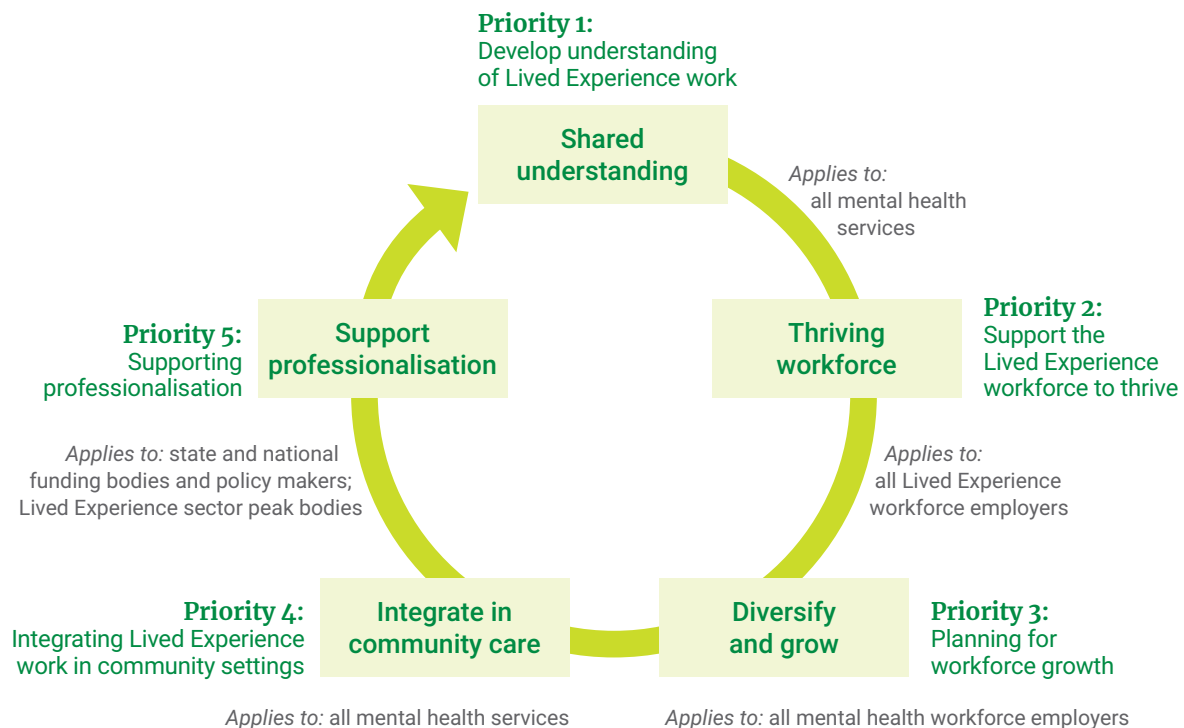 Priority 1:
Develop understanding
of Lived Experience work
Shared
understanding
Applies to:
all mental health
services
Priority 2:
Support the
Lived Experience
workforce to thrive
Thriving
workforce
Applies to:
all Lived Experience
workforce employers
Priority 3:
Planning for
workforce growth
Diversify
and grow
Applies to: all mental health workforce employers
Priority 4:
Integrating Lived Experience
work in community settings
Integrate in
community care
Applies to: all mental health services
Priority 5:
Supporting
professionalisation
Support
professionalisation
Applies to: state and national
funding bodies and policy makers;
Lived Experience sector peak bodies